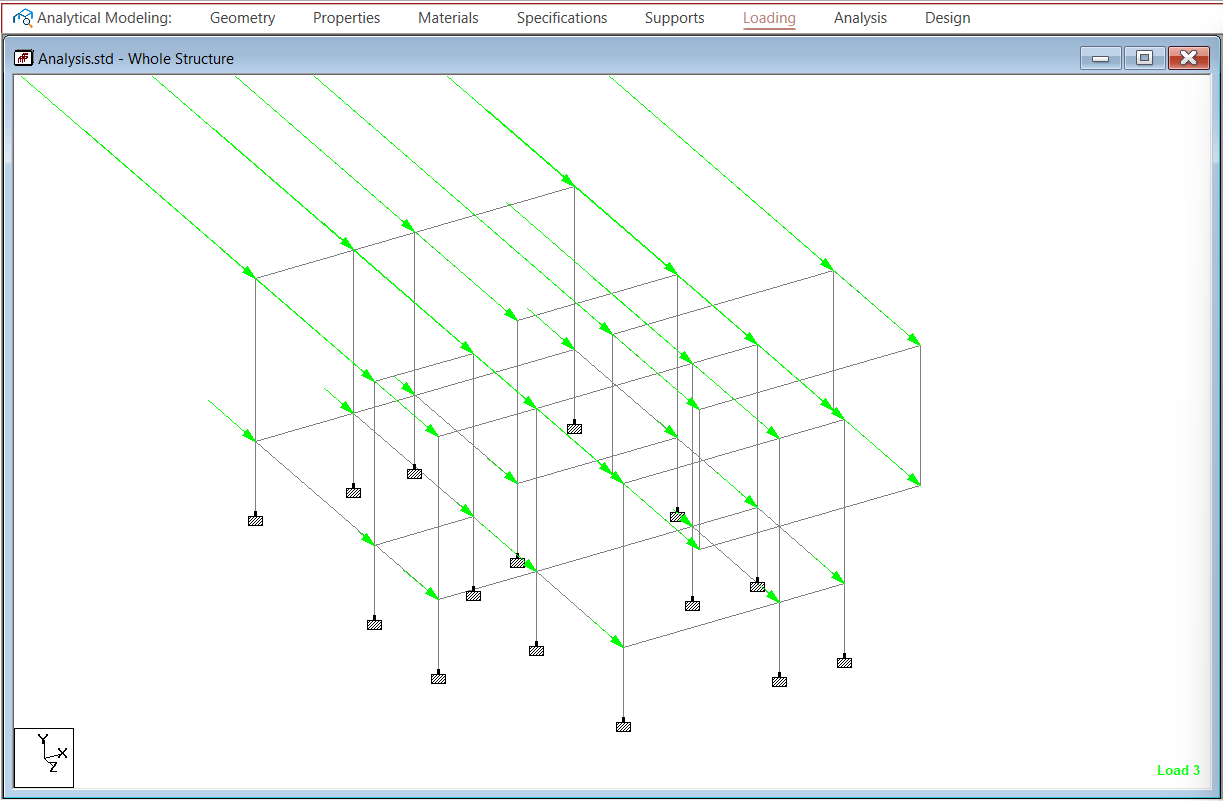 Analytical Modeling: Geometry Properties Materials Specifications Supports Loading Analysis Design
Analysis.std - Whole Structure
Y
X
Z
Load 3